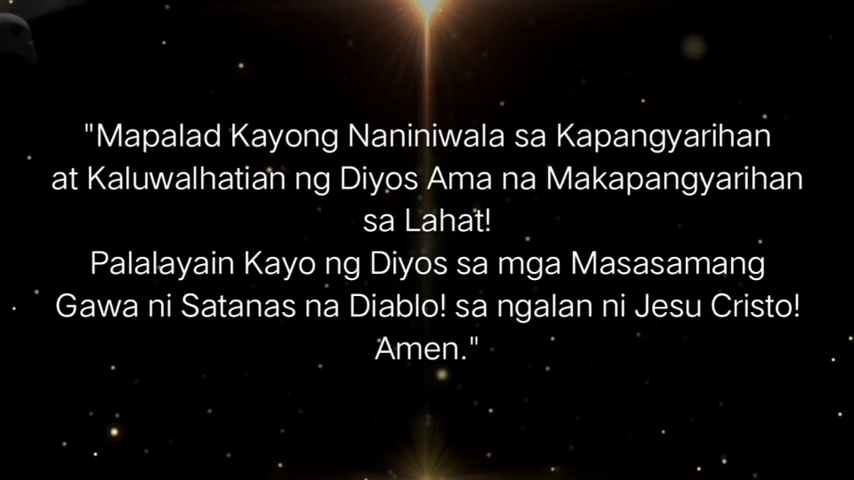 "Mapalad Kayong Naniniwala sa Kapangyarihan
at Kaluwalhatian ng Diyos Ama na Makapangyarihan
sa Lahat!
Palalayain Kayo ng Diyos sa mga Masasamang
Gawa ni Satanas na Diablo! sa ngalan ni Jesu Cristo!
Amen."